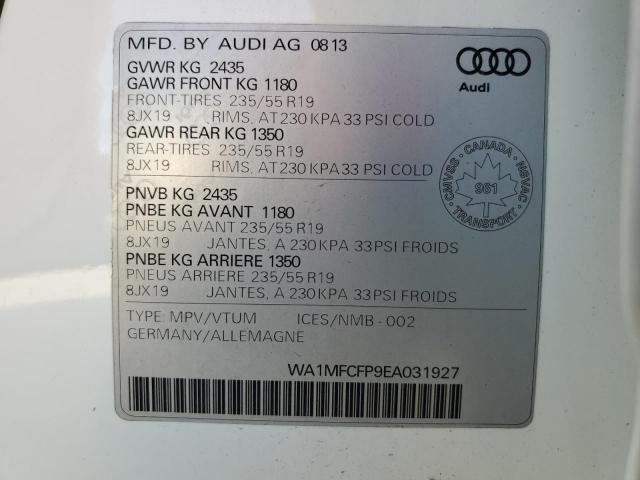 MFD. BY AUDI AG 0813
Audi
GVWR KG 2435
GAWR FRONT KG 1180
FRONT-TIRES 235/55 R19
8JX19 RIMS, AT 230 KPA 33 PSI COLD
GAWR REAR KG 1350
REAR-TIRES 235/55 R19
8JX19 RIMS, AT 230 KPA 33 PSI COLD
CMVSS - CANADA - NSVAC
961
TRANSPORT
PNVB KG 2435
PNBE KG AVANT 1180
PNEUS AVANT 235/55 R19
8JX19 JANTES, A 230 KPA 33 PSI FROIDS
PNBE KG ARRIERE 1350
PNEUS ARRIERE 235/55 R19
8JX19 JANTES, A 230 KPA 33 PSI FROIDS
TYPE: MPV/VTUM ICES/NMB - 002
GERMANY/ALLEMAGNE
WA1MFCFP9EA031927